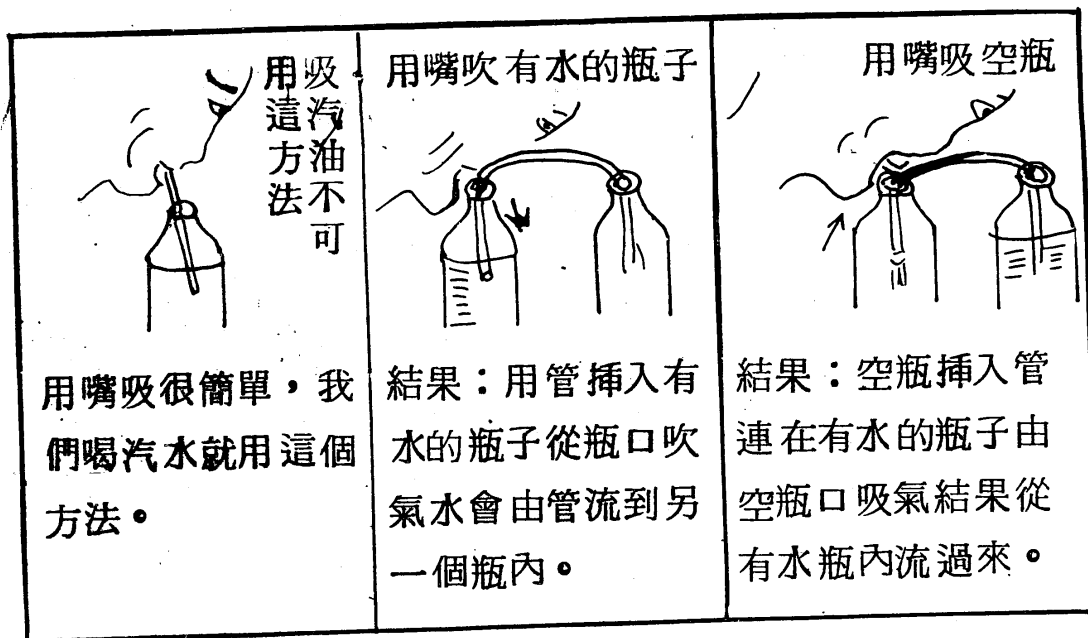 吸汽油不可
用這方法
用嘴吸很簡單，我
們喝汽水就用這個
方法。
用嘴吹有水的瓶子
結果：用管揷入有
水的瓶子從瓶口吹
氣水會由管流到另
一個瓶內。
用嘴吸空瓶
結果：空瓶揷入管
連在有水的瓶子由
空瓶口吸氣結果從
有水瓶內流過來。